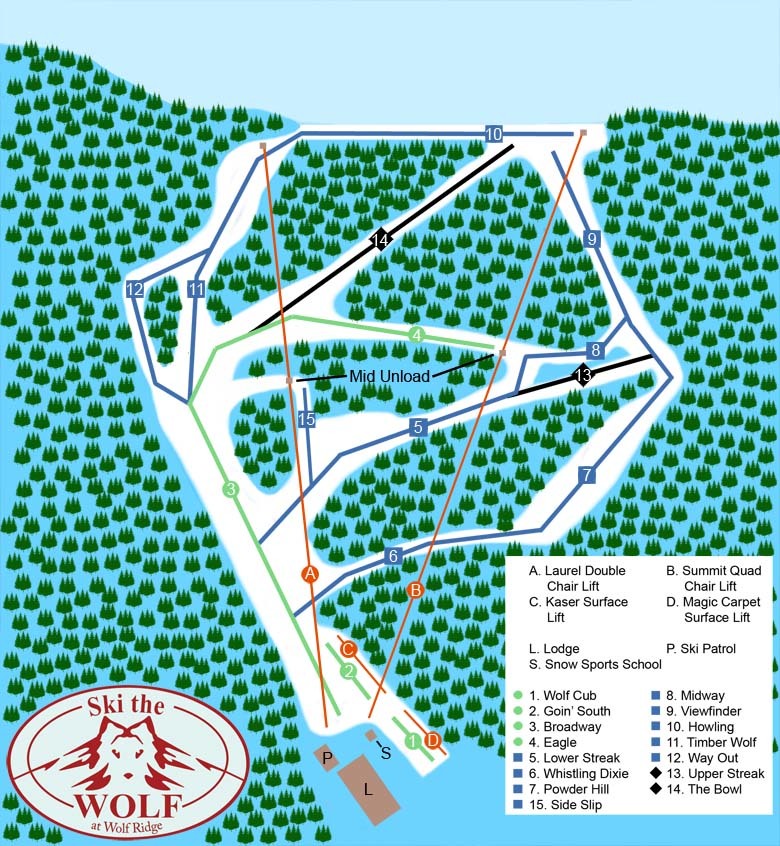 10
14
9
12
11
4
8
Mid Unload
13
15
5
7
3
6
A
B
C
2
1
D
S
P
L
A. Laurel Double
Chair Lift
B. Summit Quad
Chair Lift
C. Kaser Surface
Lift
D. Magic Carpet
Surface Lift
L. Lodge
P. Ski Patrol
S. Snow Sports School
1. Wolf Cub
2. Goin' South
3. Broadway
4. Eagle
5. Lower Streak
6. Whistling Dixie
7. Powder Hill
15. Side Slip
8. Midway
9. Viewfinder
10. Howling
11. Timber Wolf
12. Way Out
13. Upper Streak
14. The Bowl
Ski the
WOLF
at Wolf Ridge